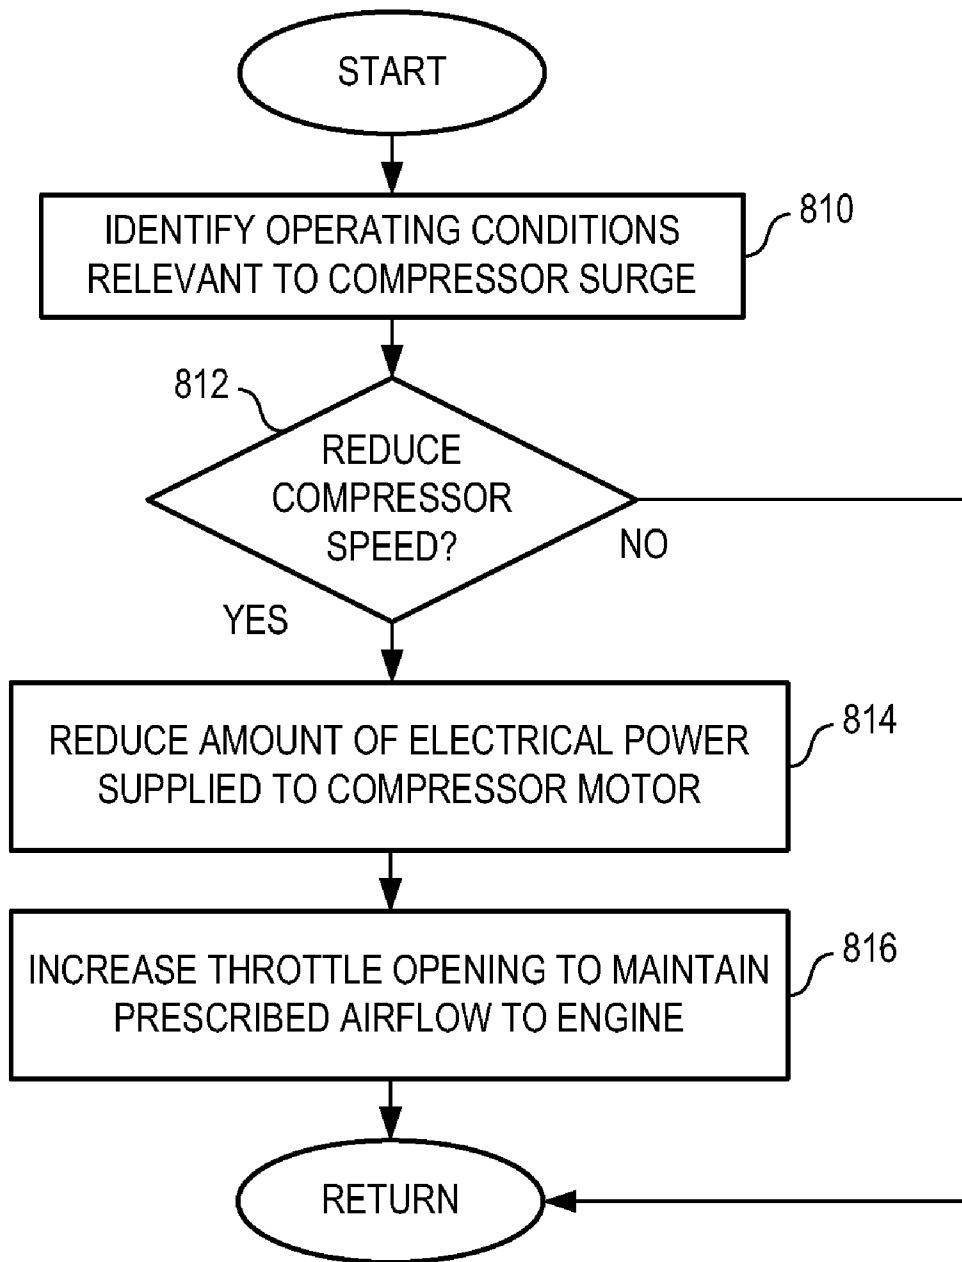 START
IDENTIFY OPERATING CONDITIONS
RELEVANT TO COMPRESSOR SURGE
810
812
REDUCE
COMPRESSOR
SPEED?
NO
YES
REDUCE AMOUNT OF ELECTRICAL POWER
SUPPLIED TO COMPRESSOR MOTOR
814
INCREASE THROTTLE OPENING TO MAINTAIN
PRESCRIBED AIRFLOW TO ENGINE
816
RETURN